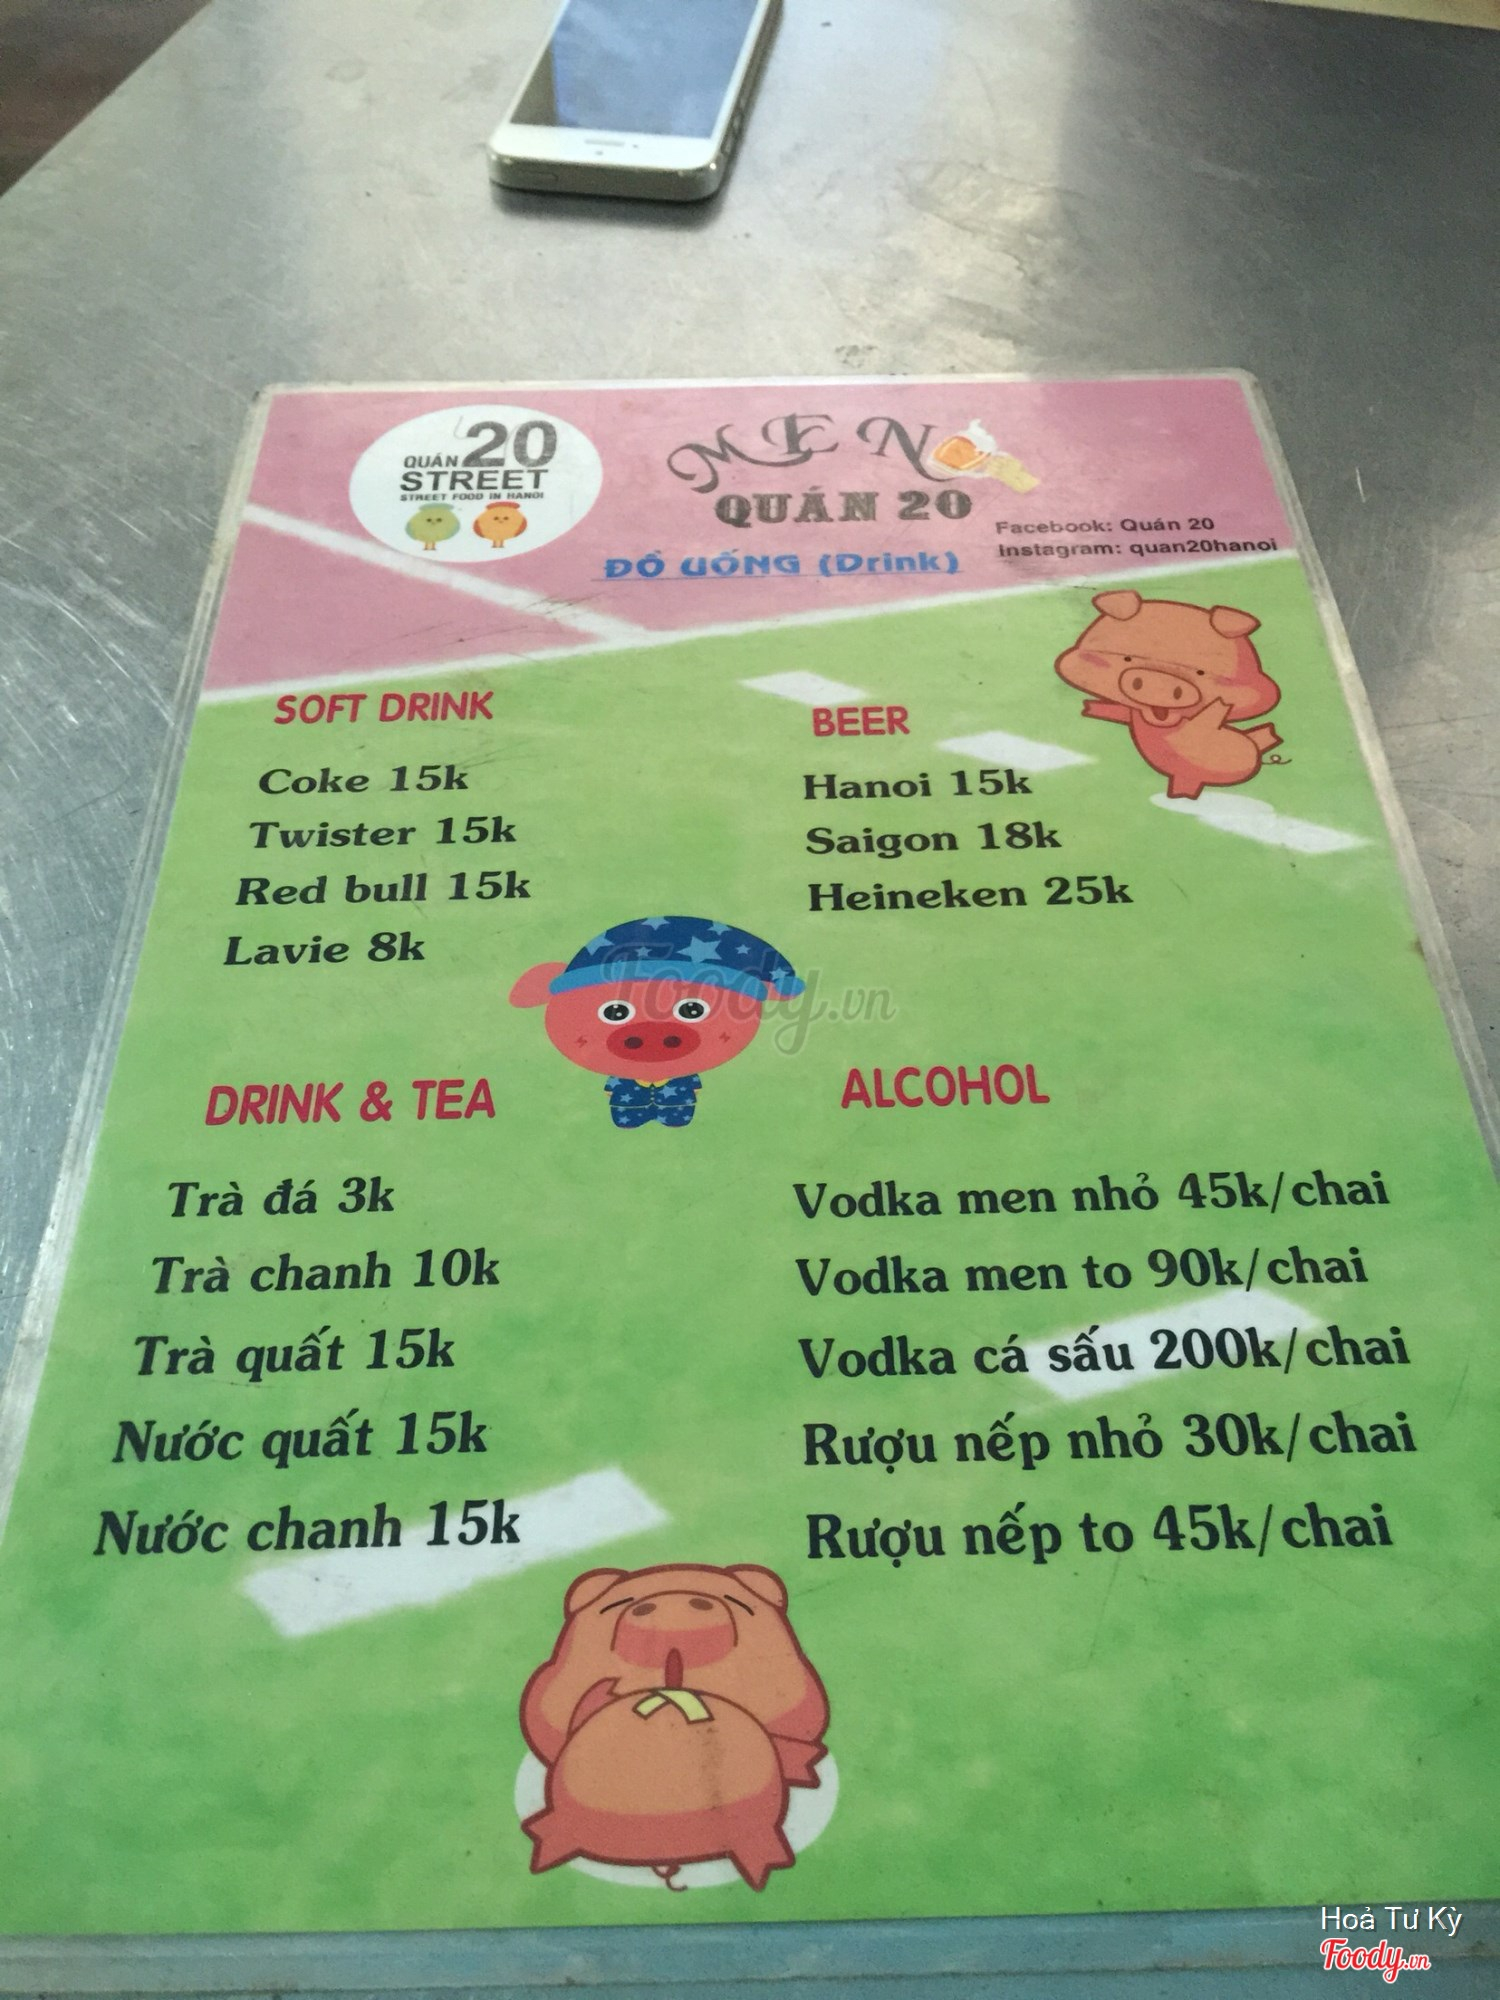 QUÁN 20
STREET
STREET FOOD IN HANOI
MEN
QUÁN 20
Facebook: Quán 20
Instagram: quan20hanoi
ĐỒ UỐNG (Drink)
SOFT DRINK
Coke 15k
Twister 15k
Red bull 15k
Lavie 8k
BEER
Hanoi 15k
Saigon 18k
Heineken 25k
Foody.vn
DRINK & TEA
Trà đá 3k
Trà chanh 10k
Trà quất 15k
Nước quất 15k
Nước chanh 15k
ALCOHOL
Vodka men nhỏ 45k/chai
Vodka men to 90k/chai
Vodka cá sấu 200k/chai
Rượu nếp nhỏ 30k/chai
Rượu nếp to 45k/chai
Hoả Tư Kỳ
Foody.vn